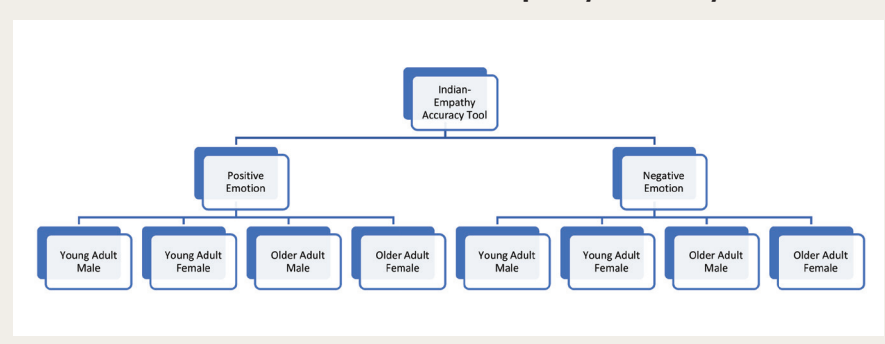 Indian-
Empathy
Accuracy Tool
Positive
Emotion
Negative
Emotion
Young Adult
Male
Young Adult
Female
Older Adult
Male
Older Adult
Female
Young Adult
Male
Young Adult
Female
Older Adult
Male
Older Adult
Female